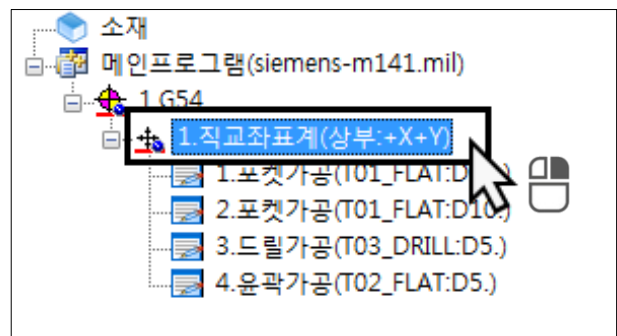 소재
메인프로그램(siemens-m141.mil)
1.G54
1.직교좌표계(상부:+X+Y)
1.포켓가공(T01_FLAT:D
2.포켓가공(T01_FLAT:D10.)
3.드릴가공(T03_DRILL:D5.)
4.윤곽가공(T02_FLAT:D5.)